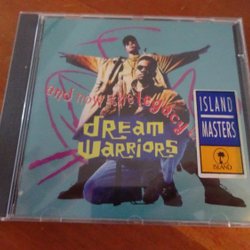 and now the legacy
dream
warriors
ISLAND
MASTERS
ISLAND